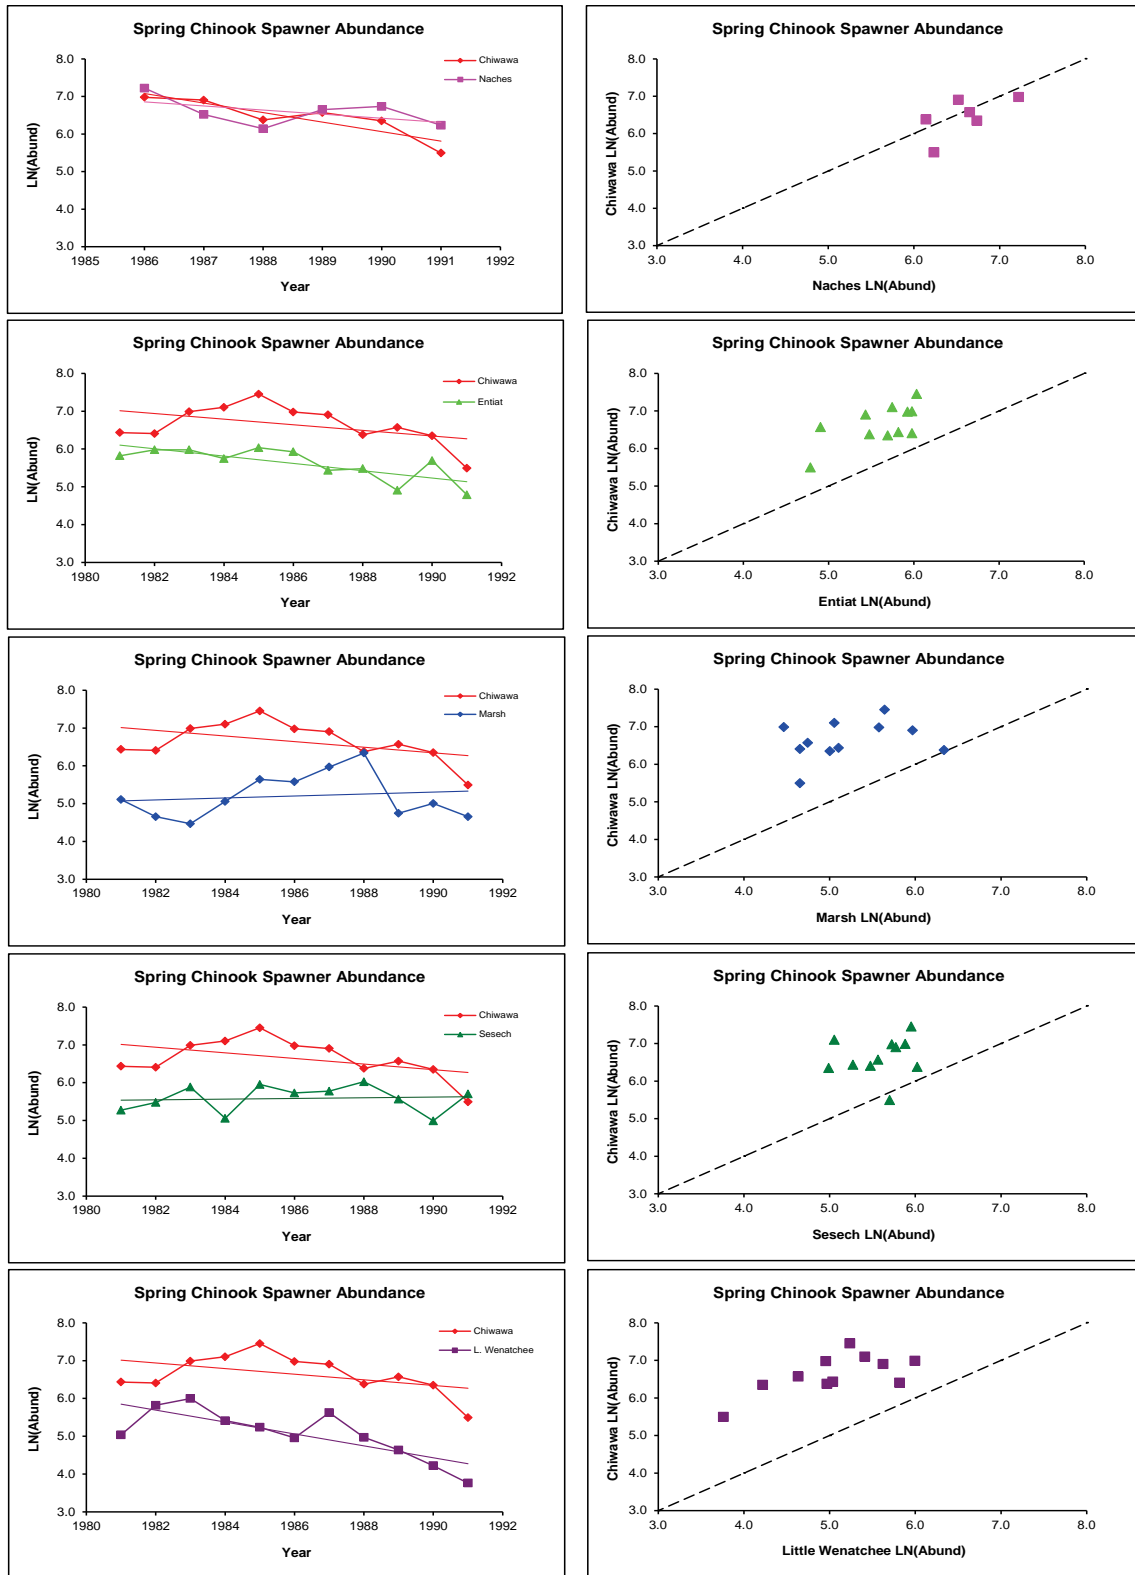 Spring Chinook Spawner Abundance
8.0
7.0
6.0
5.0
4.0
3.0
LN(Abund)
1985 1986 1987 1988 1989 1990 1991 1992
Year
Chiwawa
Naches
Spring Chinook Spawner Abundance
8.0
7.0
6.0
5.0
4.0
3.0
Chiwawa LN(Abund)
3.0 4.0 5.0 6.0 7.0 8.0
Naches LN(Abund)
Spring Chinook Spawner Abundance
8.0
7.0
6.0
5.0
4.0
3.0
LN(Abund)
1980 1982 1984 1986 1988 1990 1992
Year
Chiwawa
Entiat
Spring Chinook Spawner Abundance
8.0
7.0
6.0
5.0
4.0
3.0
Chiwawa LN(Abund)
3.0 4.0 5.0 6.0 7.0 8.0
Entiat LN(Abund)
Spring Chinook Spawner Abundance
8.0
7.0
6.0
5.0
4.0
3.0
LN(Abund)
1980 1982 1984 1986 1988 1990 1992
Year
Chiwawa
Marsh
Spring Chinook Spawner Abundance
8.0
7.0
6.0
5.0
4.0
3.0
Chiwawa LN(Abund)
3.0 4.0 5.0 6.0 7.0 8.0
Marsh LN(Abund)
Spring Chinook Spawner Abundance
8.0
7.0
6.0
5.0
4.0
3.0
LN(Abund)
1980 1982 1984 1986 1988 1990 1992
Year
Chiwawa
Sesech
Spring Chinook Spawner Abundance
8.0
7.0
6.0
5.0
4.0
3.0
Chiwawa LN(Abund)
3.0 4.0 5.0 6.0 7.0 8.0
Sesech LN(Abund)
Spring Chinook Spawner Abundance
8.0
7.0
6.0
5.0
4.0
3.0
LN(Abund)
1980 1982 1984 1986 1988 1990 1992
Year
Chiwawa
L. Wenatchee
Spring Chinook Spawner Abundance
8.0
7.0
6.0
5.0
4.0
3.0
Chiwawa LN(Abund)
3.0 4.0 5.0 6.0 7.0 8.0
Little Wenatchee LN(Abund)